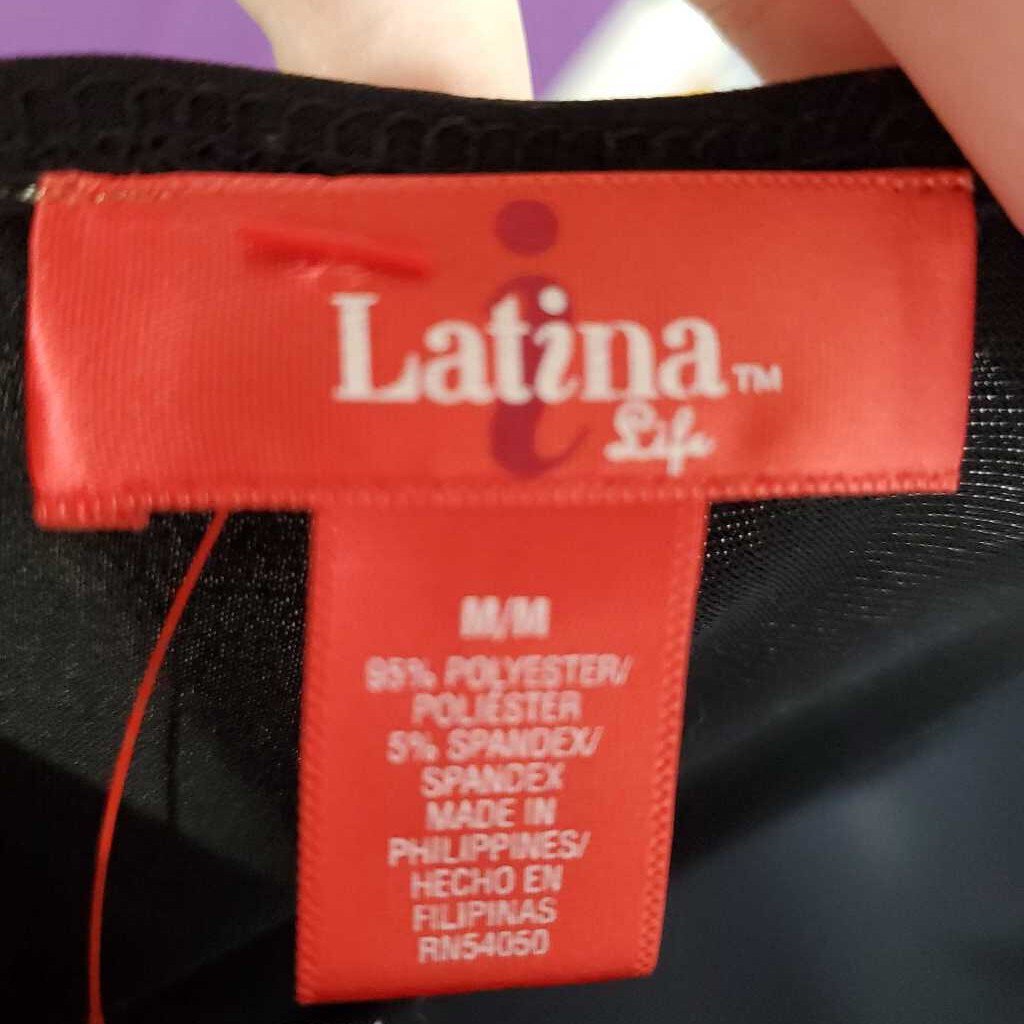 Latina™
Life
M/M
95% POLYESTER/
POLIÉSTER
5% SPANDEX/
SPANDEX
MADE IN
PHILIPPINES/
HECHO EN
FILIPINAS
RN54050